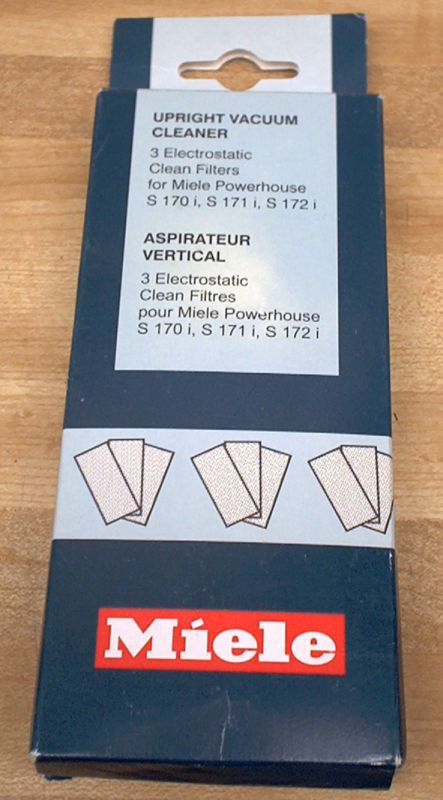 UPRIGHT VACUUM
CLEANER
3 Electrostatic
Clean Filters
for Miele Powerhouse
S 170 i, S 171 i, S 172 i
ASPIRATEUR
VERTICAL
3 Electrostatic
Clean Filtres
pour Miele Powerhouse
S 170 i, S 171 i, S 172 i
Miele